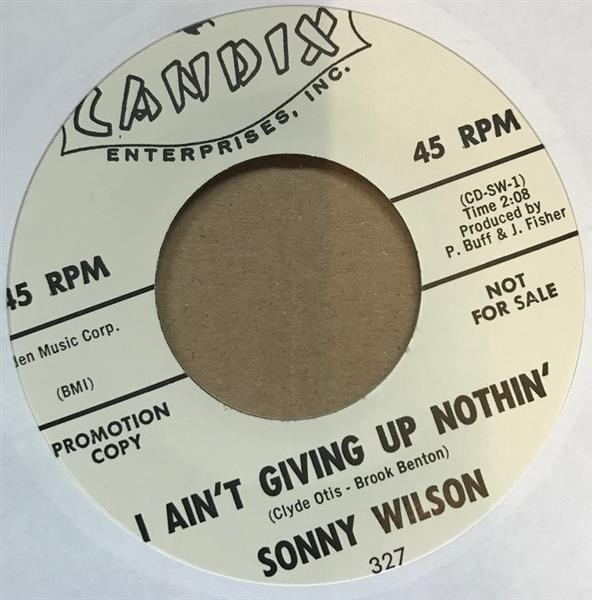 CANDIX
ENTERPRISES, INC.
45 RPM
(CD-SW-1)
Time 2:08
Produced by
P. Buff & J. Fisher
45 RPM
Jen Music Corp.
(BMI)
NOT
FOR SALE
PROMOTION
COPY
I AIN'T GIVING UP NOTHIN'
(Clyde Otis - Brook Benton)
SONNY WILSON
327